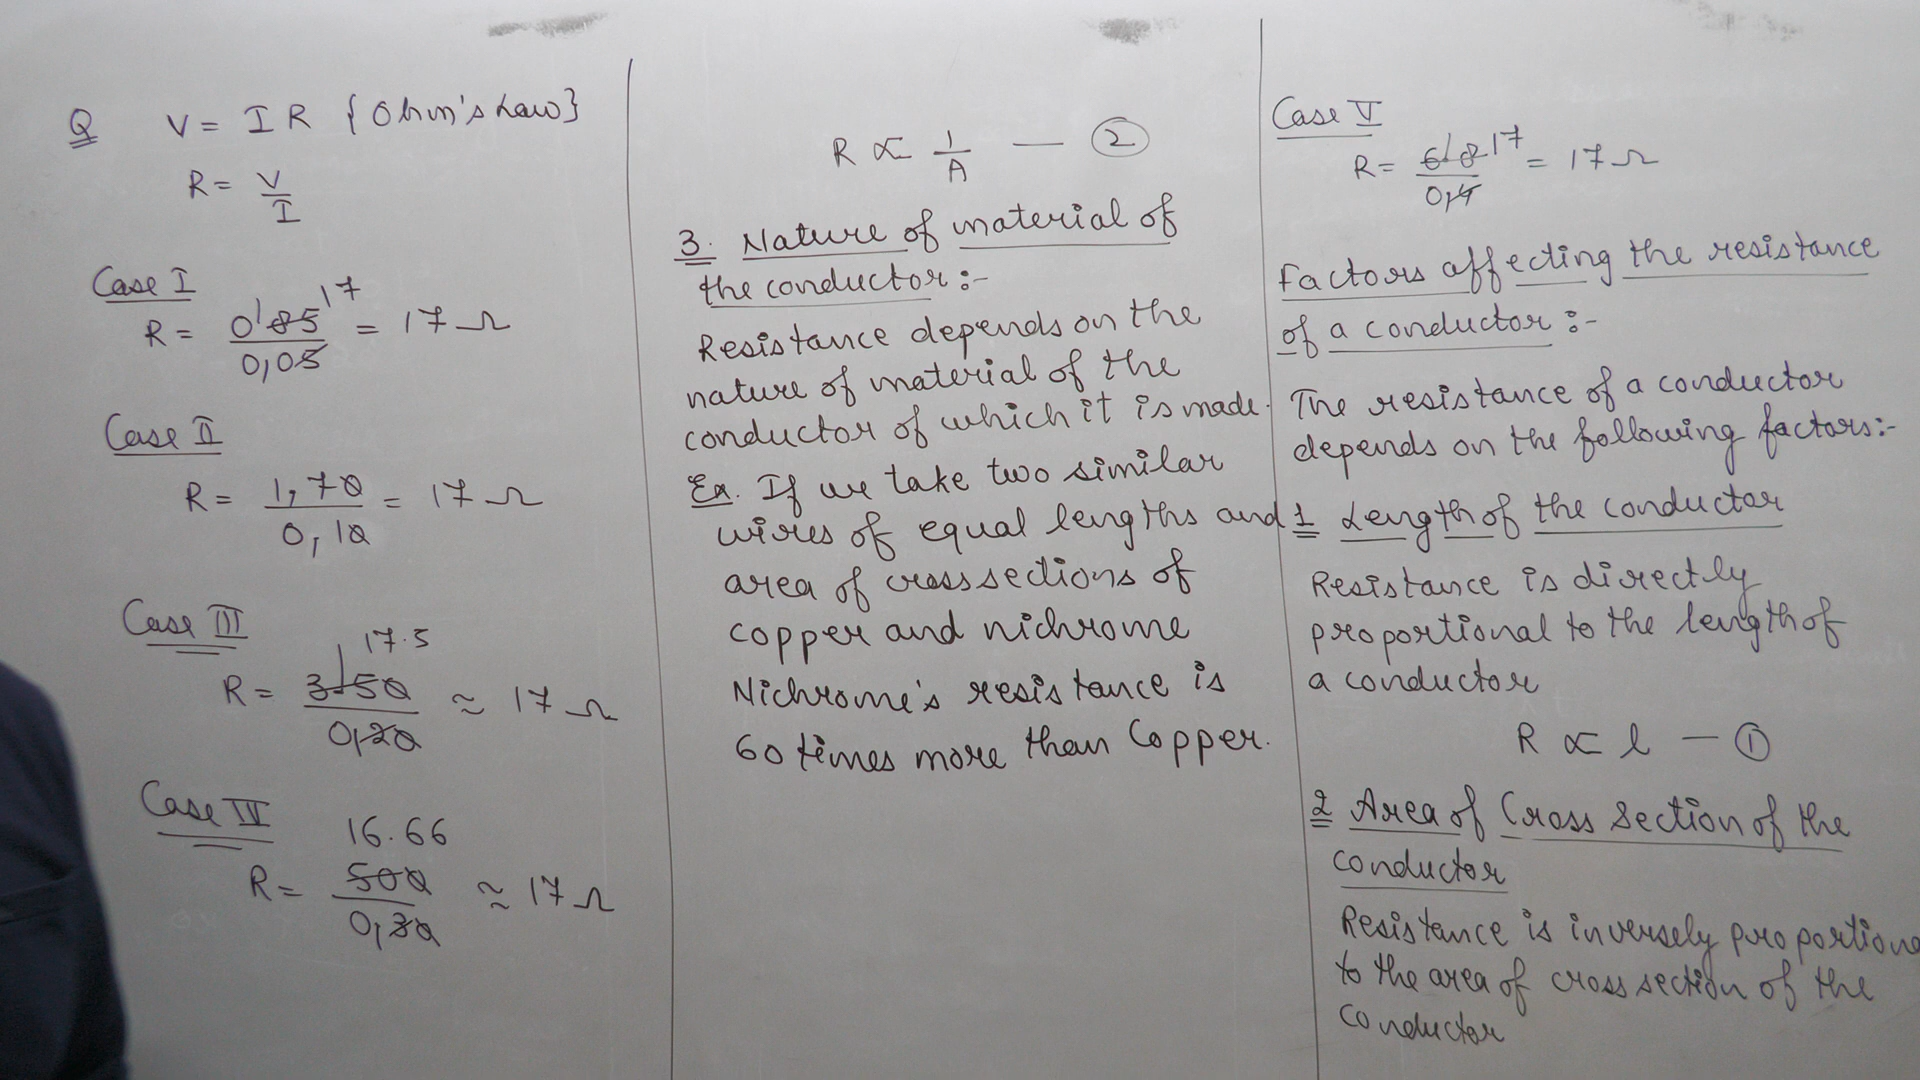 Q V = I R {Ohm's Law}
R = V/I
Case I
R = 0.85/0.05 17 = 17 Ω
Case II
R = 1.70/0.10 = 17 Ω
Case III
17.5
R = 3.50/0.20 ≈ 17 Ω
Case IV
16.66
R = 500/0.30 ≈ 17 Ω
R ∝ 1/A — ②
3. Nature of material of
the conductor :-
Resistance depends on the
nature of material of the
conductor of which it is made.
Ex. If we take two similar
wires of equal lengths and
area of cross sections of
copper and nichrome
Nichrome's resistance is
60 times more than Copper.
Case V
R = 6.8/0.4 17 = 17 Ω
Factors affecting the resistance
of a conductor :-
The resistance of a conductor
depends on the following factors:-
1 Length of the conductor
Resistance is directly
proportional to the length of
a conductor
R ∝ l — ①
2 Area of Cross Section of the
conductor
Resistance is inversely proportiona
to the area of cross section of the
conductor